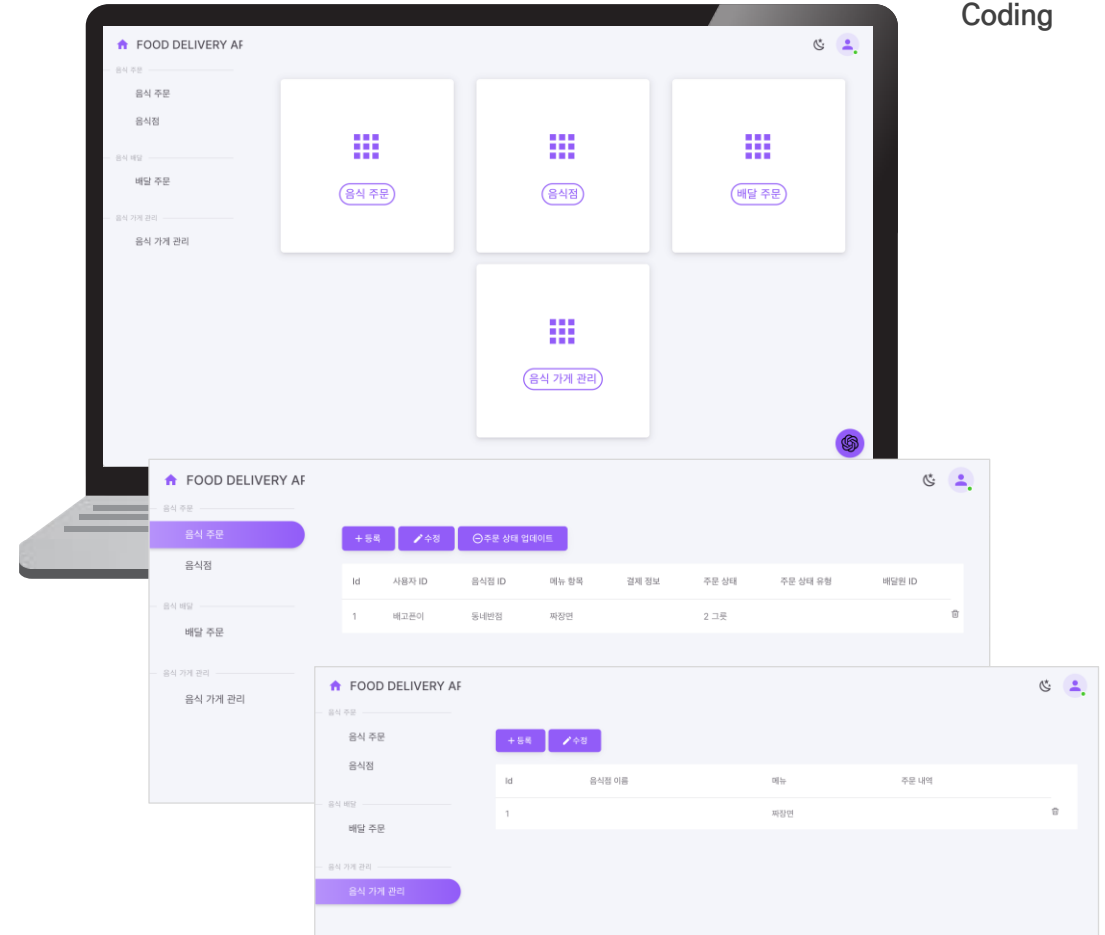 Coding
FOOD DELIVERY AF
음식 주문
음식 주문
음식점
음식 배달
배달 주문
음식 가게 관리
음식 가게 관리
음식 주문
음식점
배달 주문
음식 가게 관리
FOOD DELIVERY AF
음식 주문
음식 주문
음식점
음식 배달
배달 주문
음식 가게 관리
음식 가게 관리
+ 등록 수정 주문 상태 업데이트
Id 사용자 ID 음식점 ID 메뉴 항목 결제 정보 주문 상태 주문 상태 유형 배달원 ID
1 배고픈이 동네반점 짜장면 2 그릇
FOOD DELIVERY AF
음식 주문
음식 주문
음식점
음식 배달
배달 주문
음식 가게 관리
음식 가게 관리
+ 등록 수정
Id 음식점 이름 메뉴 주문 내역
1 짜장면